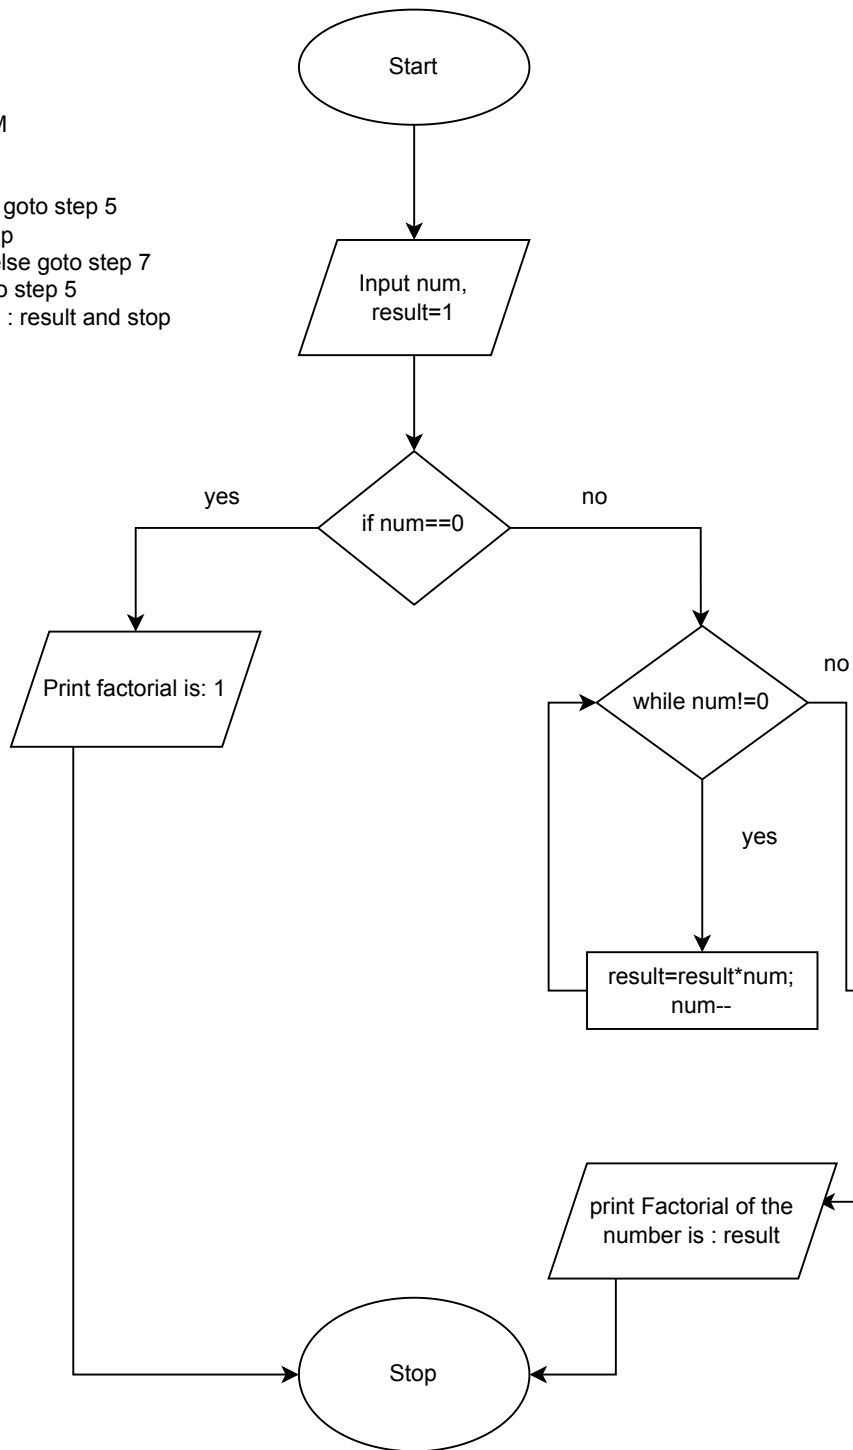 Start
M
goto step 5
p
else goto step 7
o step 5
: result and stop
Input num,
result=1
yes
no
if num==0
Print factorial is: 1
no
while num!=0
yes
result=result*num;
num--
print Factorial of the
number is : result
Stop